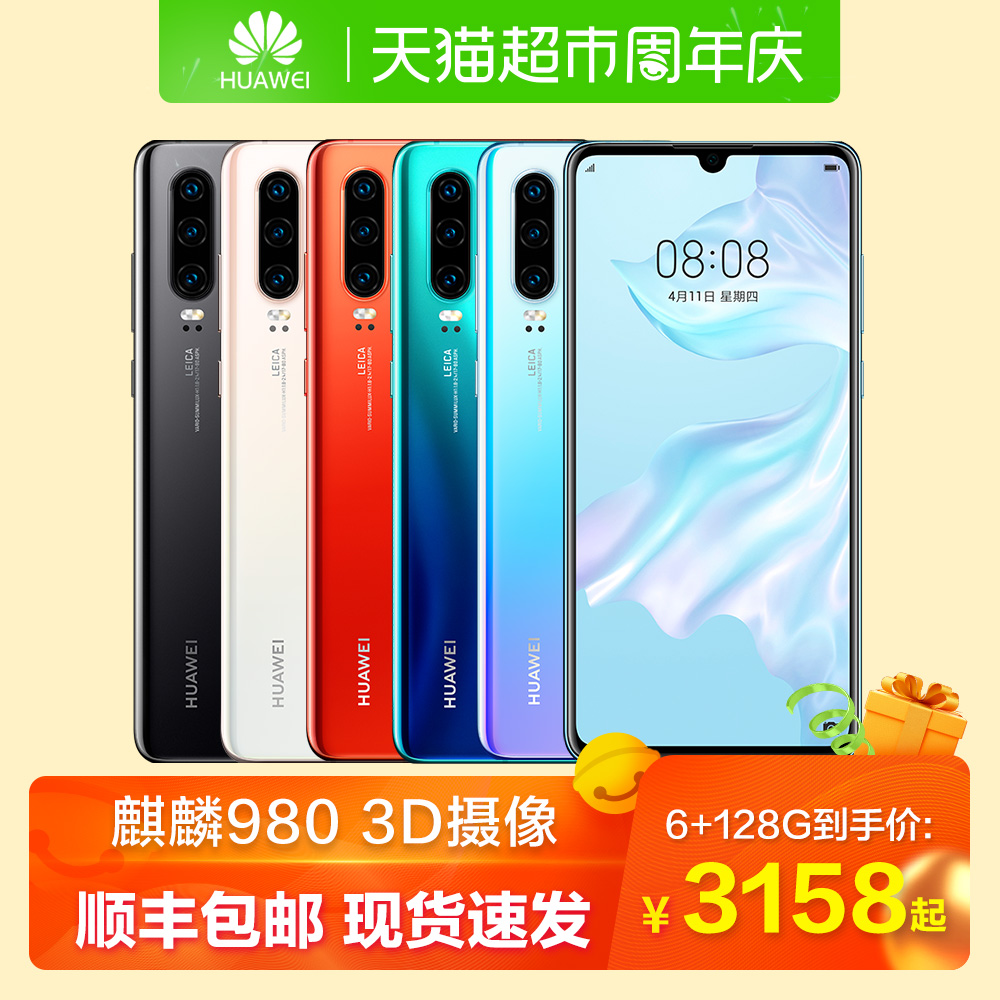 HUAWEI
天猫超市周年庆
08:08
4月11日 星期四
LEICA
LEICA
LEICA
LEICA
LEICA
HUAWEI
HUAWEI
HUAWEI
HUAWEI
HUAWEI
麒麟980 3D摄像
顺丰包邮 现货速发
6+128G到手价:
¥3158起